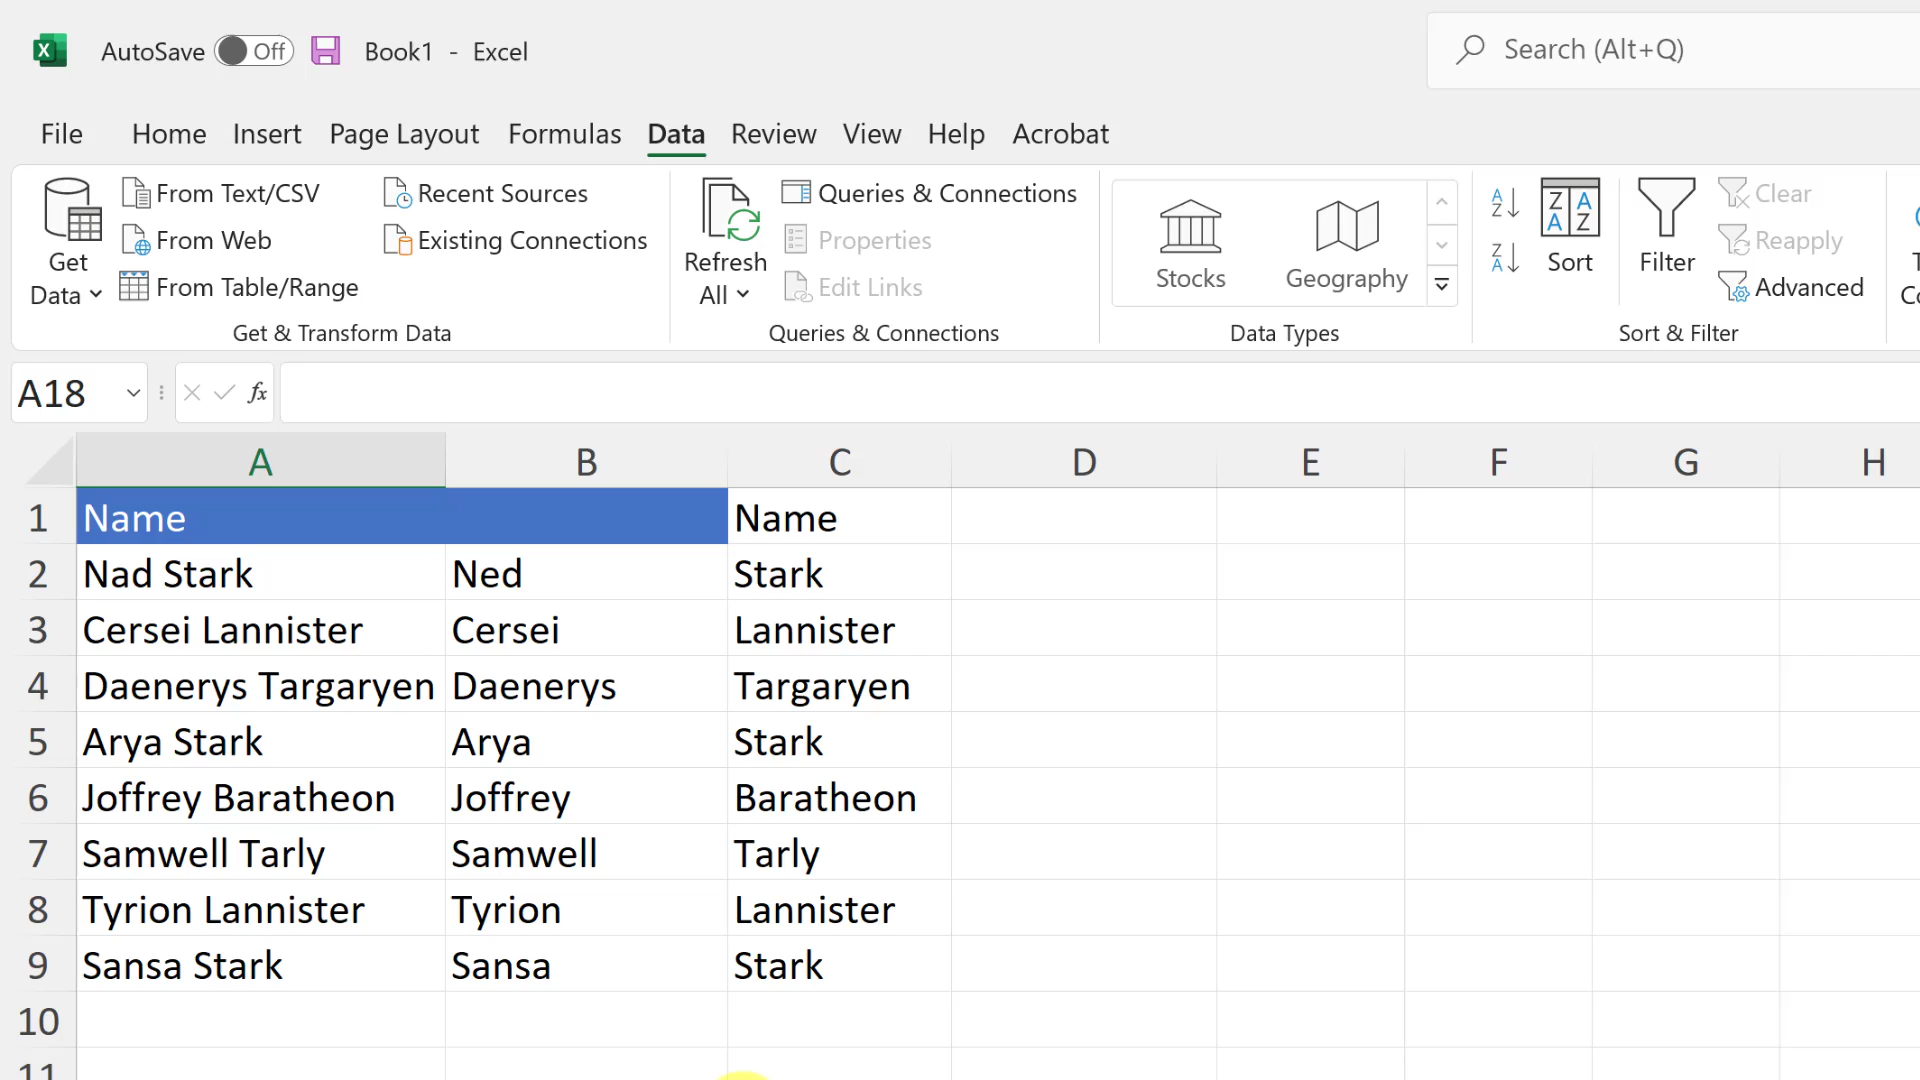 AutoSave Off Book1 - Excel Search (Alt+Q)
File Home Insert Page Layout Formulas Data Review View Help Acrobat
Get Data
From Text/CSV
From Web
From Table/Range
Recent Sources
Existing Connections
Get & Transform Data
Refresh All
Queries & Connections
Properties
Edit Links
Queries & Connections
Stocks Geography
Data Types
Sort
Filter
Clear
Reapply
Advanced
Sort & Filter
A18 fx
A B C D E F G H
1 Name Name
2 Nad Stark Ned Stark
3 Cersei Lannister Cersei Lannister
4 Daenerys Targaryen Daenerys Targaryen
5 Arya Stark Arya Stark
6 Joffrey Baratheon Joffrey Baratheon
7 Samwell Tarly Samwell Tarly
8 Tyrion Lannister Tyrion Lannister
9 Sansa Stark Sansa Stark
10
11